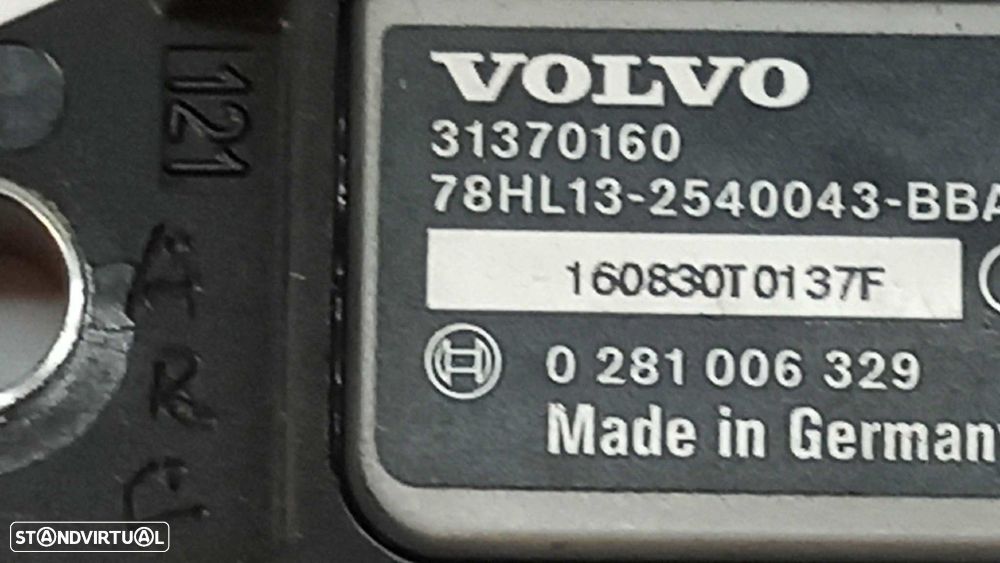 121
VOLVO
31370160
78HL13-2540043-BBA
160830T0137F
0 281 006 329
Made in German
STANDVIRTUAL